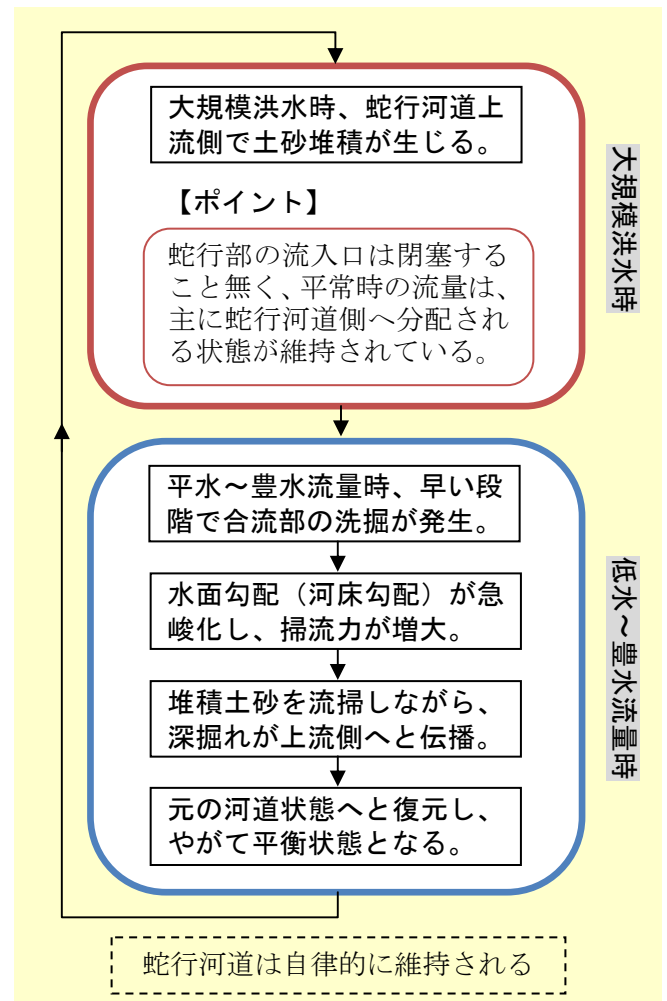 大規模洪水時、蛇行河道上
流側で土砂堆積が生じる。
【ポイント】
蛇行部の流入口は閉塞する
こと無く、平常時の流量は、
主に蛇行河道側へ分配され
る状態が維持されている。
大規模洪水時
平水～豊水流量時、早い段
階で合流部の洗掘が発生。
水面勾配（河床勾配）が急
峻化し、掃流力が増大。
堆積土砂を流掃しながら、
深掘れが上流側へと伝播。
元の河道状態へと復元し、
やがて平衡状態となる。
低水～豊水流量時
蛇行河道は自律的に維持される